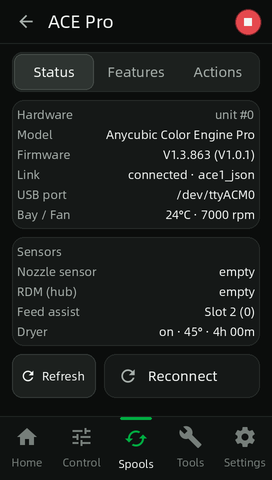 ACE Pro
Status Features Actions
Hardware unit #0
Model Anycubic Color Engine Pro
Firmware V1.3.863 (V1.0.1)
Link connected · ace1_json
USB port /dev/ttyACM0
Bay / Fan 24°C · 7000 rpm
Sensors
Nozzle sensor empty
RDM (hub) empty
Feed assist Slot 2 (0)
Dryer on · 45° · 4h 00m
Refresh Reconnect
Home Control Spools Tools Settings